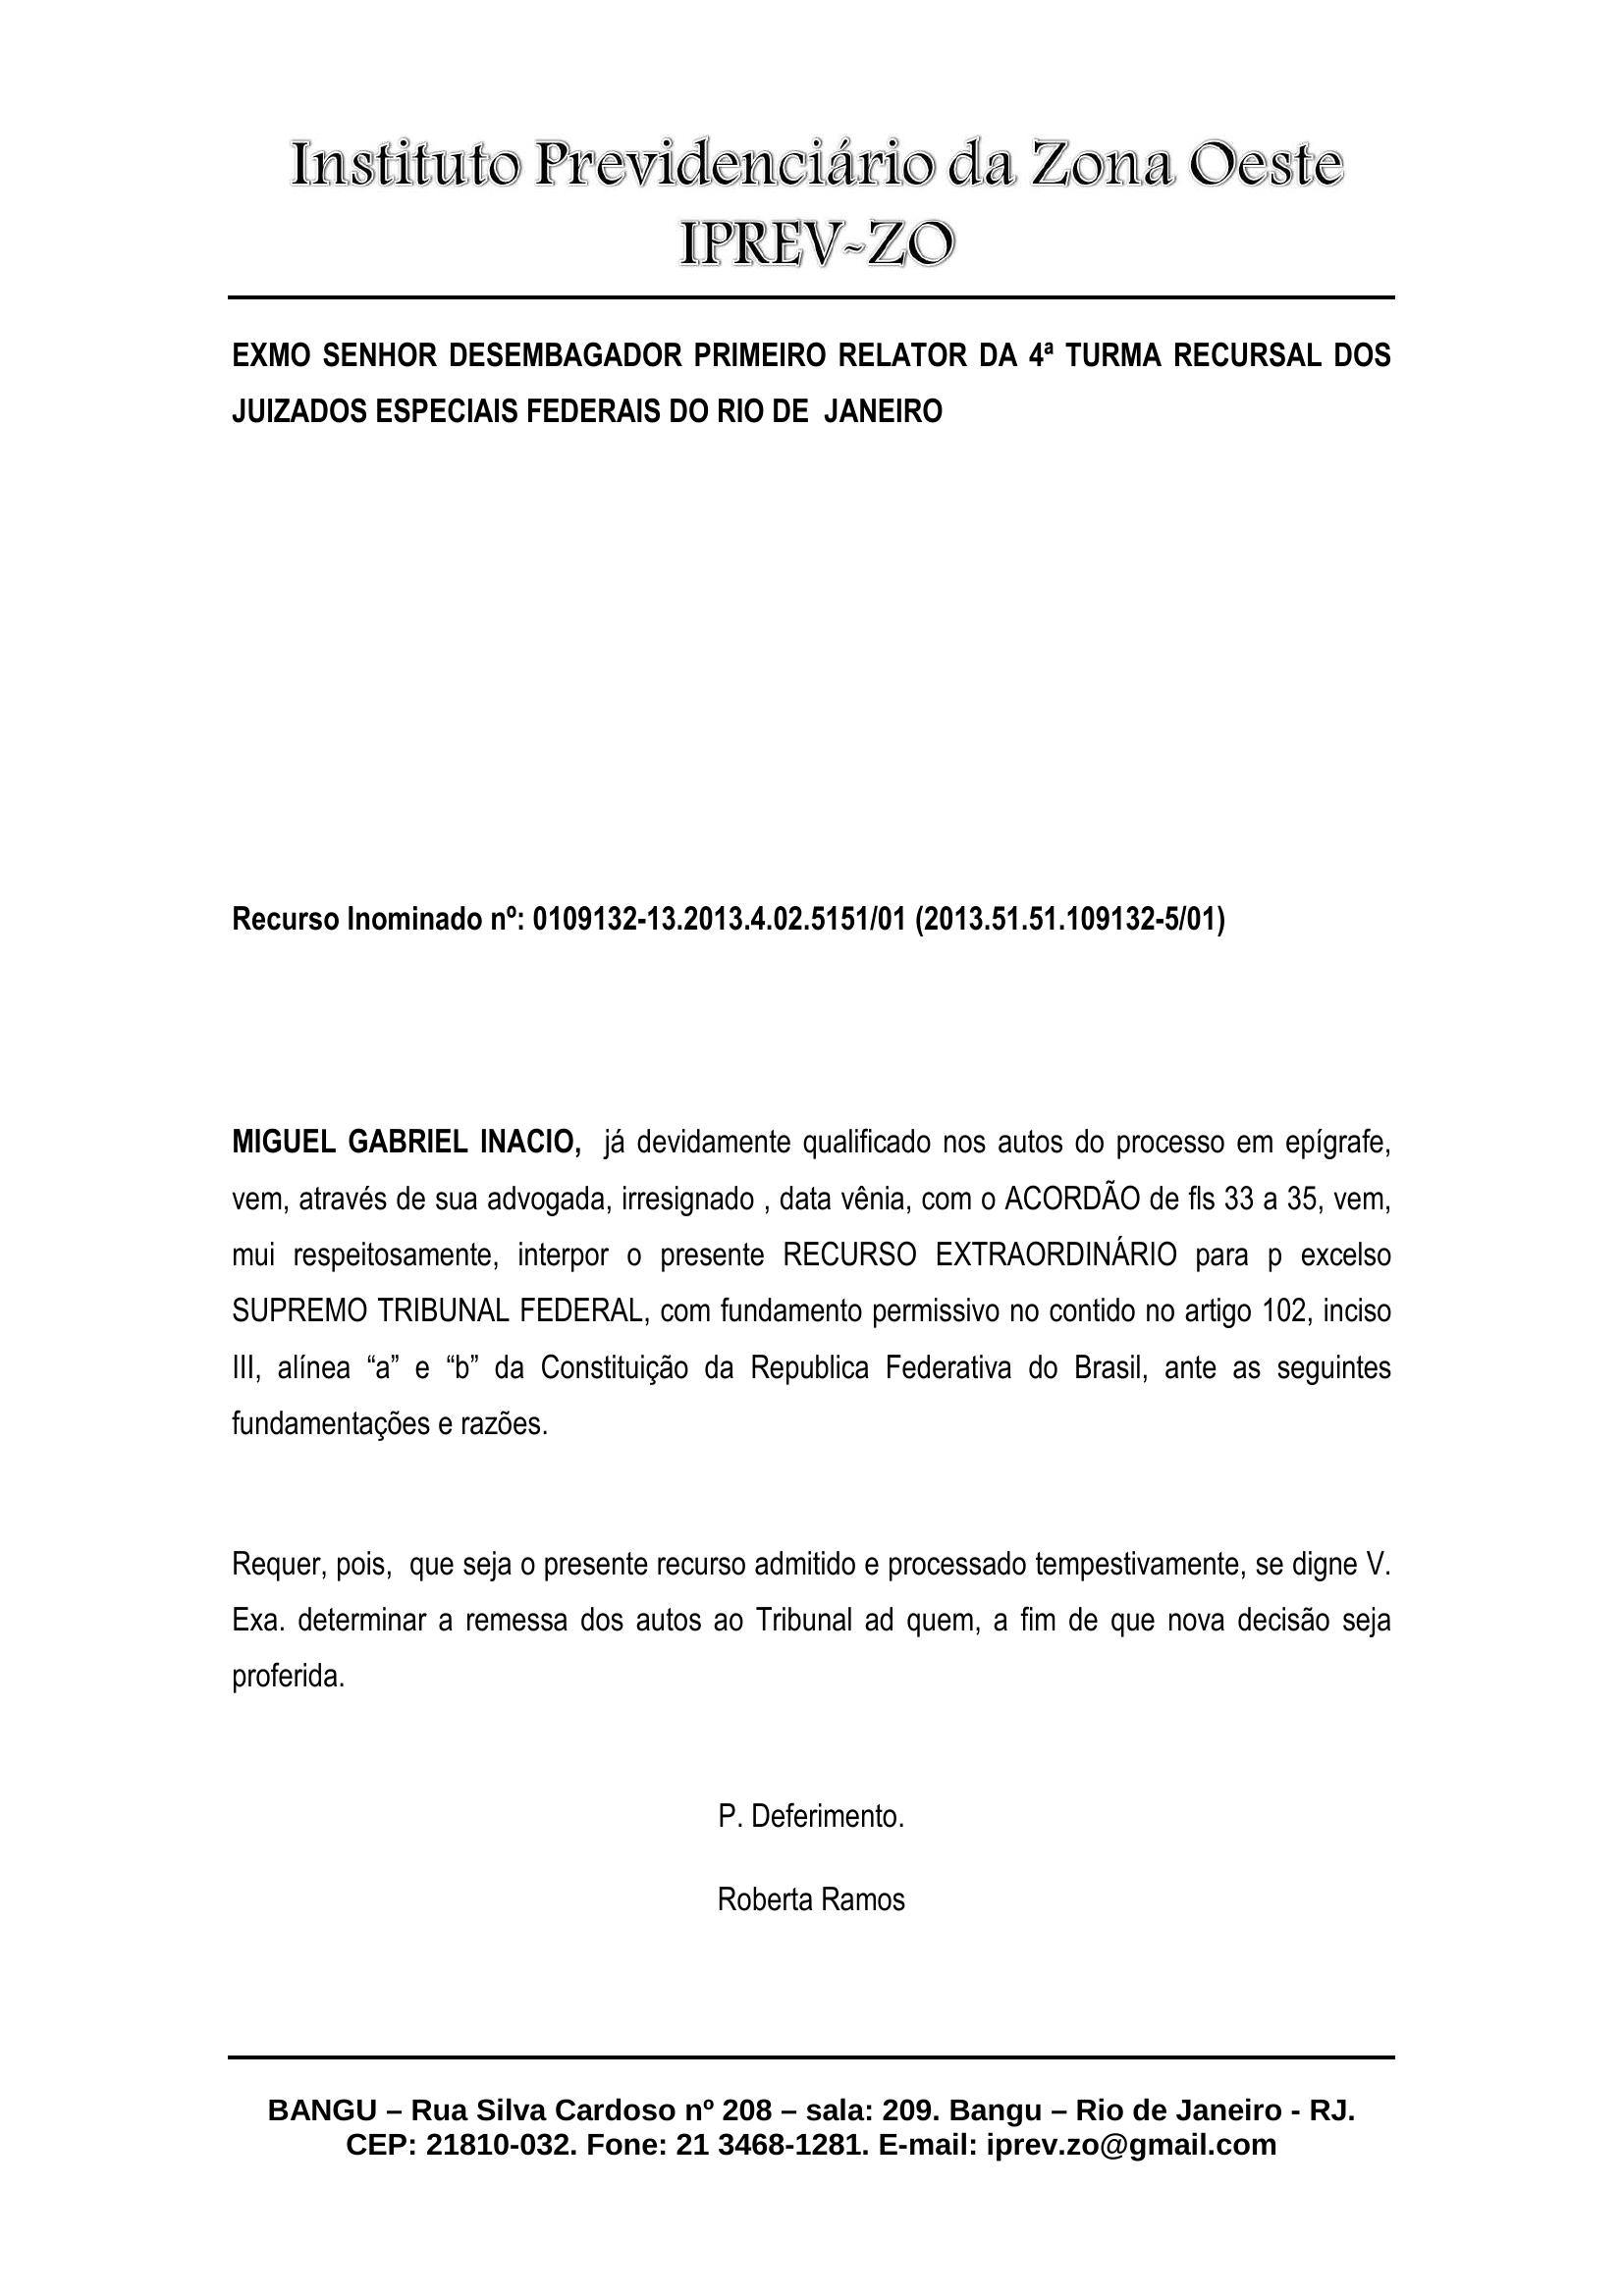 Instituto Previdenciário da Zona Oeste
IPREV-ZO
EXMO SENHOR DESEMBAGADOR PRIMEIRO RELATOR DA 4ª TURMA RECURSAL DOS
JUIZADOS ESPECIAIS FEDERAIS DO RIO DE JANEIRO
Recurso Inominado nº: 0109132-13.2013.4.02.5151/01 (2013.51.51.109132-5/01)
MIGUEL GABRIEL INACIO, já devidamente qualificado nos autos do processo em epígrafe,
vem, através de sua advogada, irresignado , data vênia, com o ACORDÃO de fls 33 a 35, vem,
mui respeitosamente, interpor o presente RECURSO EXTRAORDINÁRIO para p excelso
SUPREMO TRIBUNAL FEDERAL, com fundamento permissivo no contido no artigo 102, inciso
III, alínea “a” e “b” da Constituição da Republica Federativa do Brasil, ante as seguintes
fundamentações e razões.
Requer, pois, que seja o presente recurso admitido e processado tempestivamente, se digne V.
Exa. determinar a remessa dos autos ao Tribunal ad quem, a fim de que nova decisão seja
proferida.
P. Deferimento.
Roberta Ramos
BANGU – Rua Silva Cardoso nº 208 – sala: 209. Bangu – Rio de Janeiro - RJ.
CEP: 21810-032. Fone: 21 3468-1281. E-mail: iprev.zo@gmail.com